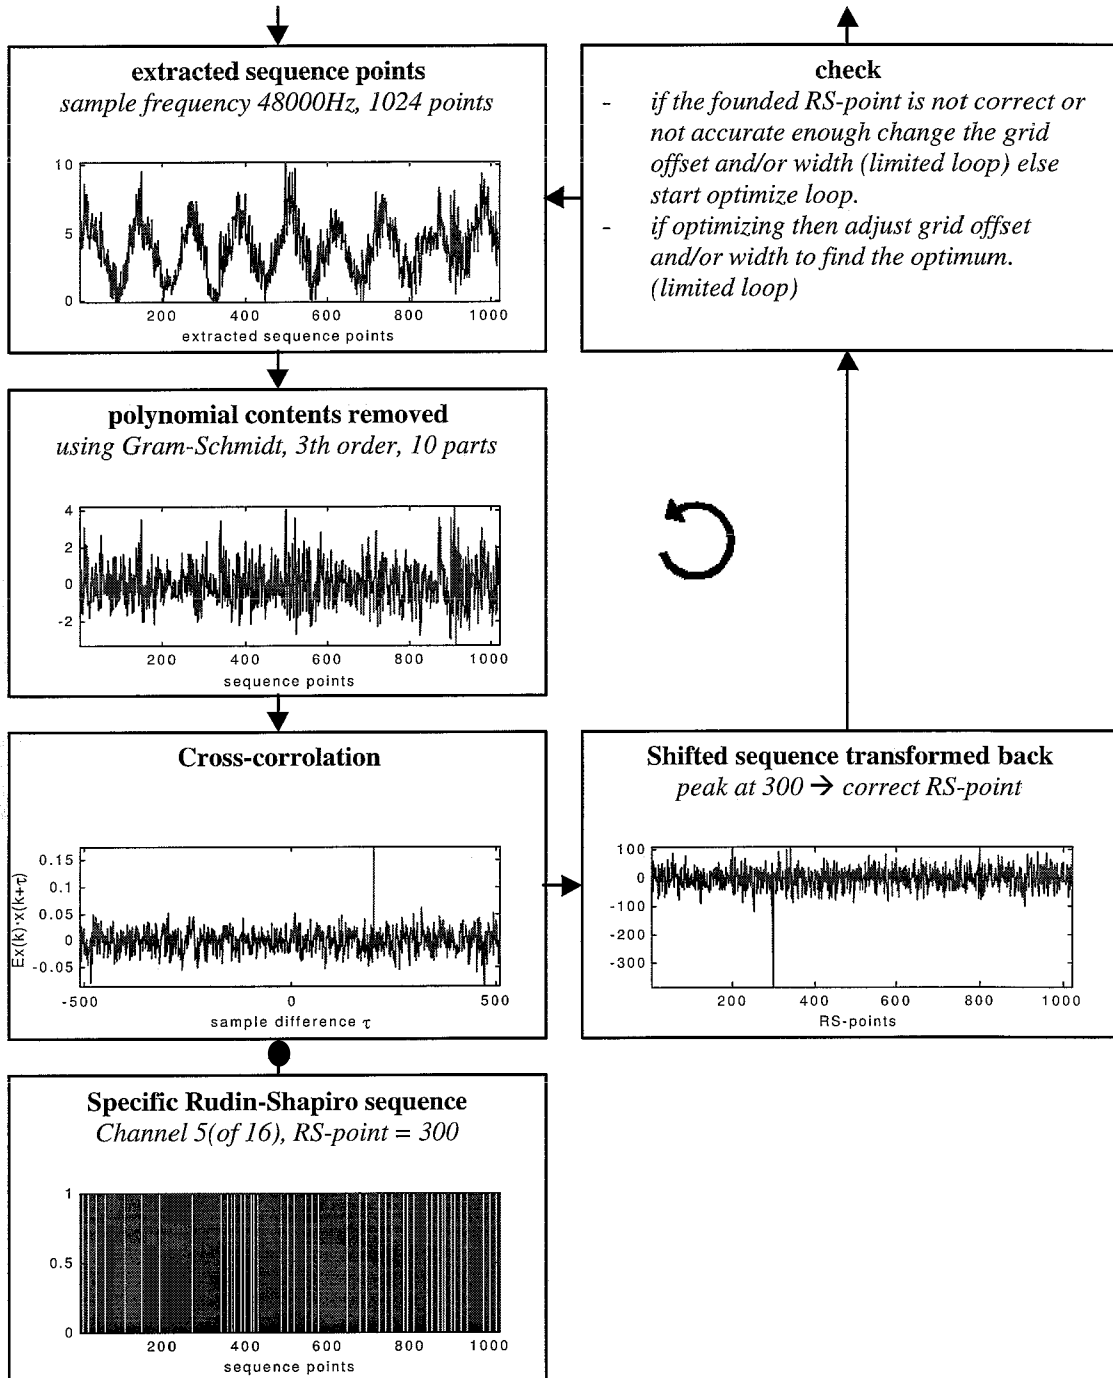 extracted sequence points
sample frequency 48000Hz, 1024 points
10
5
0
200 400 600 800 1000
extracted sequence points
check
- if the founded RS-point is not correct or
not accurate enough change the grid
offset and/or width (limited loop) else
start optimize loop.
- if optimizing then adjust grid offset
and/or width to find the optimum.
(limited loop)
polynomial contents removed
using Gram-Schmidt, 3th order, 10 parts
4
2
0
-2
200 400 600 800 1000
sequence points
Cross-corrolation
Ex(k)·x(k+τ)
0.15
0.1
0.05
0
-0.05
-500 0 500
sample difference τ
Shifted sequence transformed back
peak at 300 → correct RS-point
100
0
-100
-200
-300
200 400 600 800 1000
RS-points
Specific Rudin-Shapiro sequence
Channel 5(of 16), RS-point = 300
1
0.5
0
200 400 600 800 1000
sequence points